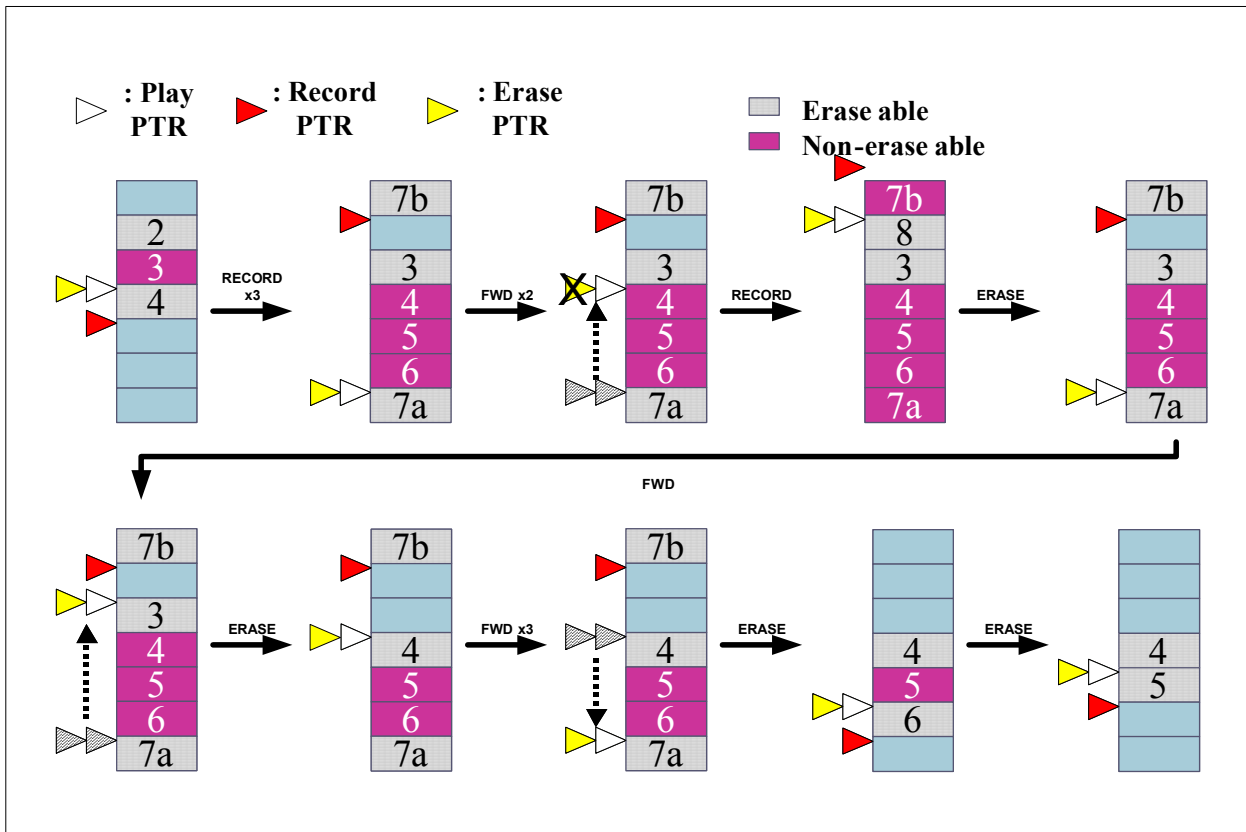 : Play
PTR
: Record
PTR
: Erase
PTR
Erase able
Non-erase able
2
3
4
RECORD
x3
7b
3
4
5
6
7a
FWD x2
7b
3
4
5
6
7a
X
RECORD
7b
8
3
4
5
6
7a
ERASE
7b
3
4
5
6
7a
FWD
7b
3
4
5
6
7a
ERASE
7b
4
5
6
7a
FWD x3
7b
4
5
6
7a
ERASE
4
5
6
ERASE
4
5